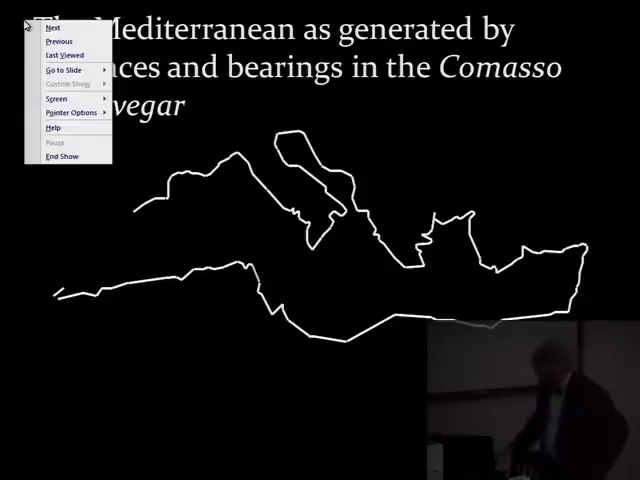 The Mediterranean as generated by
nces and bearings in the Comasso
vegar
Next
Previous
Last Viewed
Go to Slide
Custom Show
Screen
Pointer Options
Help
Pause
End Show